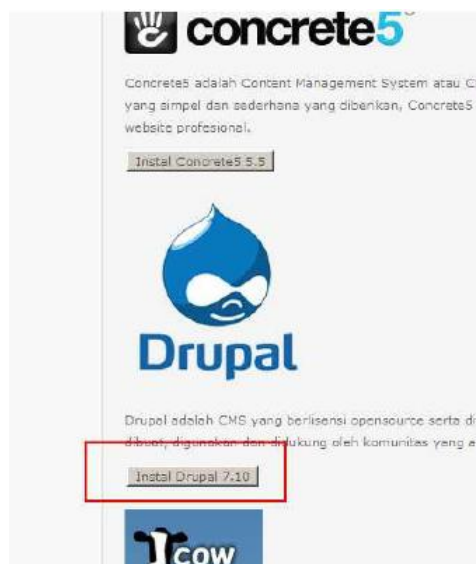 concrete5
Concrete5 adalah Content Management System atau C
yang simpel dan sederhana yang diberikan, Concrete5
website profesional.
Instal Concrete5 5.5
Drupal
Drupal adalah CMS yang berlisensi opensource serta di
dibuat, digunakan dan didukung oleh komunitas yang a
Instal Drupal 7.10
COW